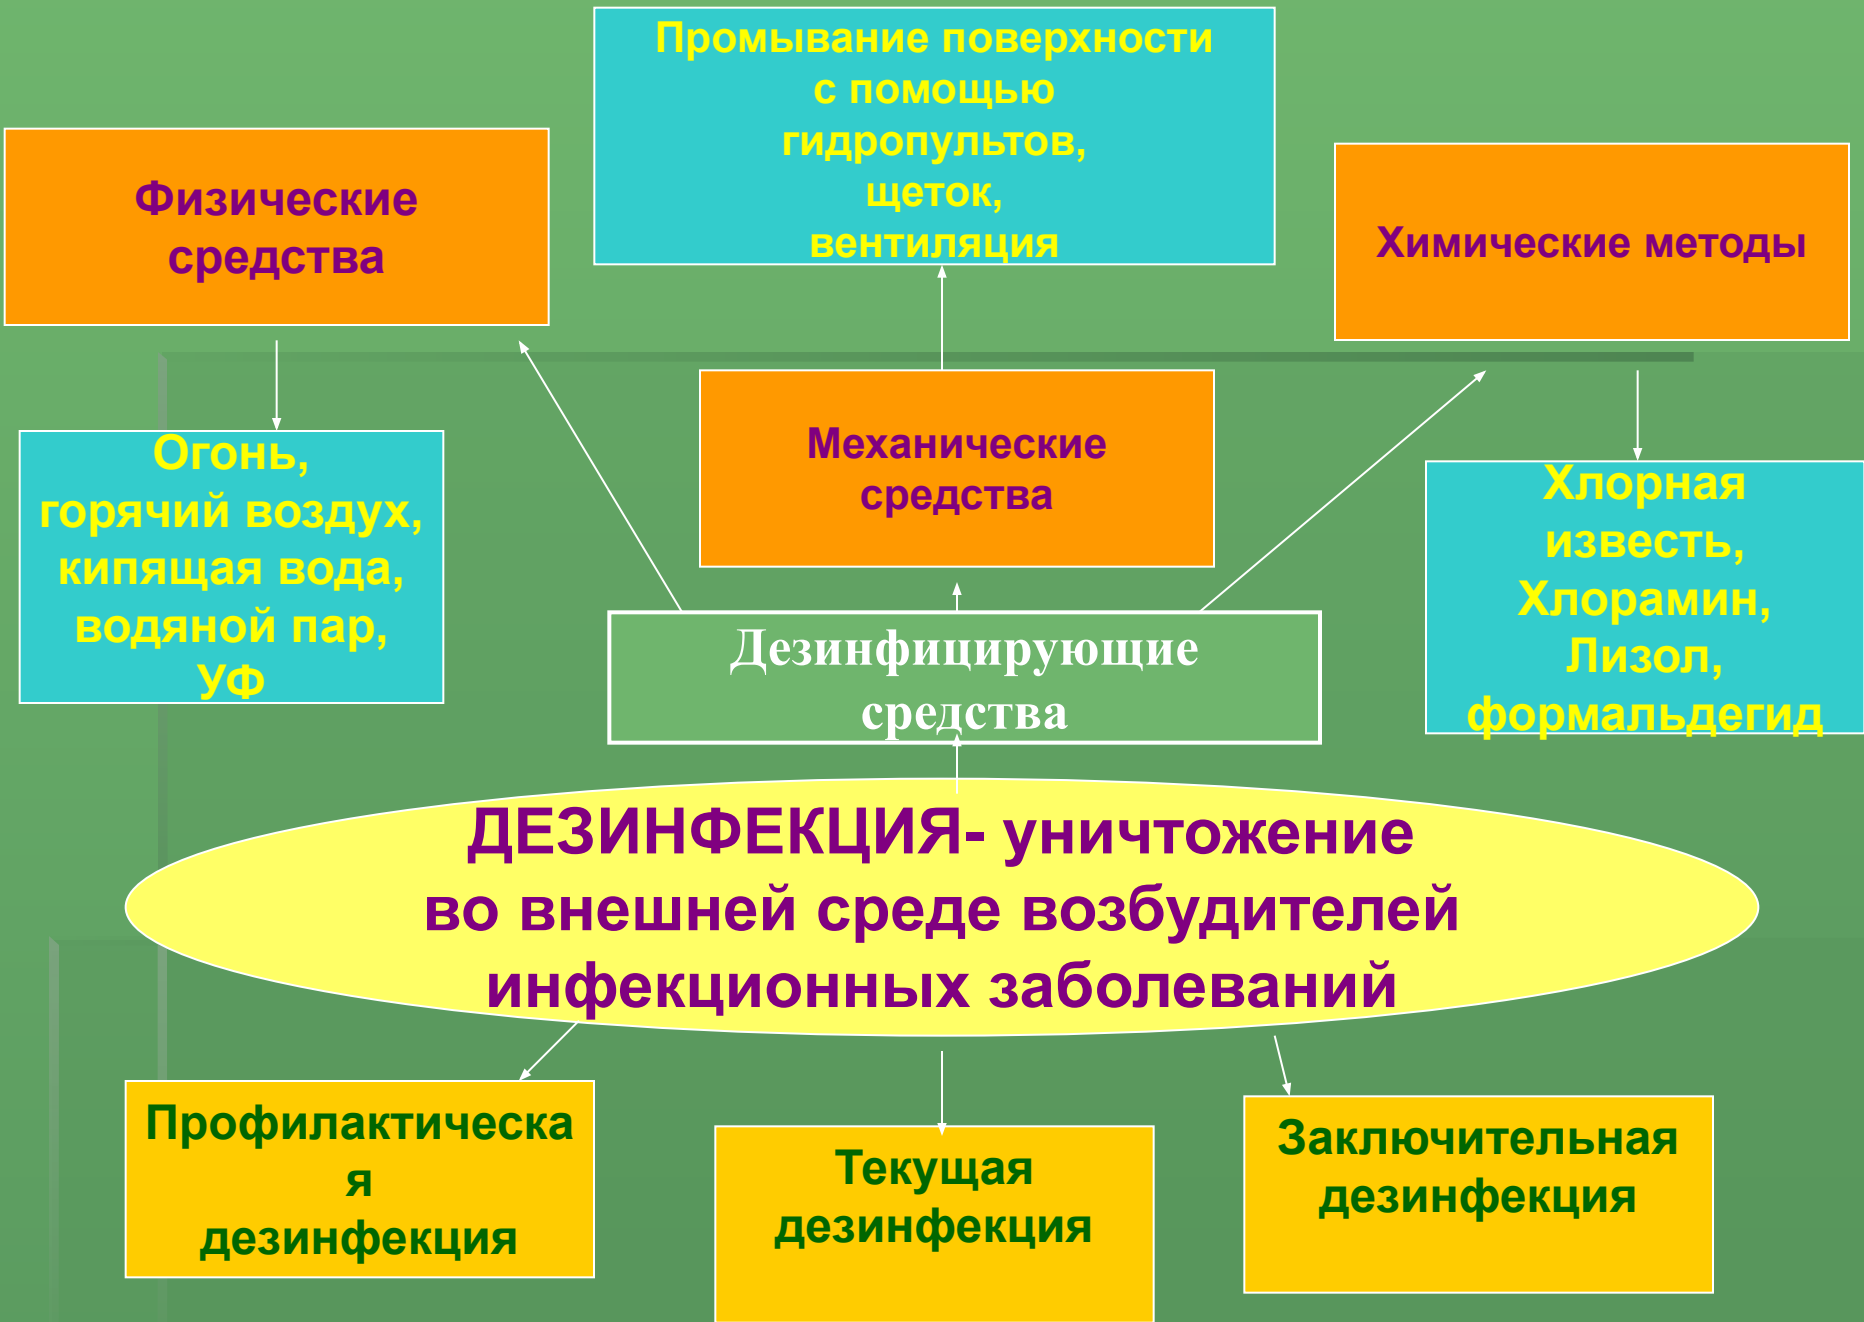 Промывание поверхности
с помощью
гидропультов,
щеток,
вентиляция
Физические
средства
Химические методы
Механические
средства
Огонь,
горячий воздух,
кипящая вода,
водяной пар,
УФ
Хлорная
известь,
Хлорамин,
Лизол,
формальдегид
Дезинфицирующие
средства
ДЕЗИНФЕКЦИЯ- уничтожение
во внешней среде возбудителей
инфекционных заболеваний
Профилактическа
я
дезинфекция
Текущая
дезинфекция
Заключительная
дезинфекция